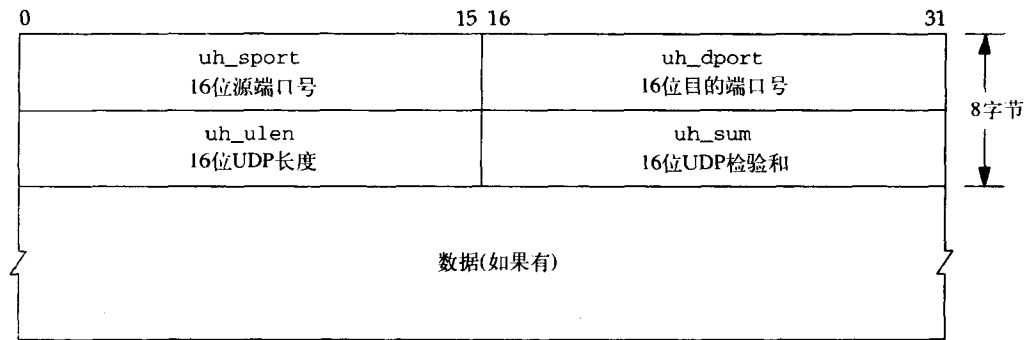 0 15 16 31
uh_sport uh_dport
16位源端口号 16位目的端口号
8字节
uh_ulen uh_sum
16位UDP长度 16位UDP检验和
数据(如果有)